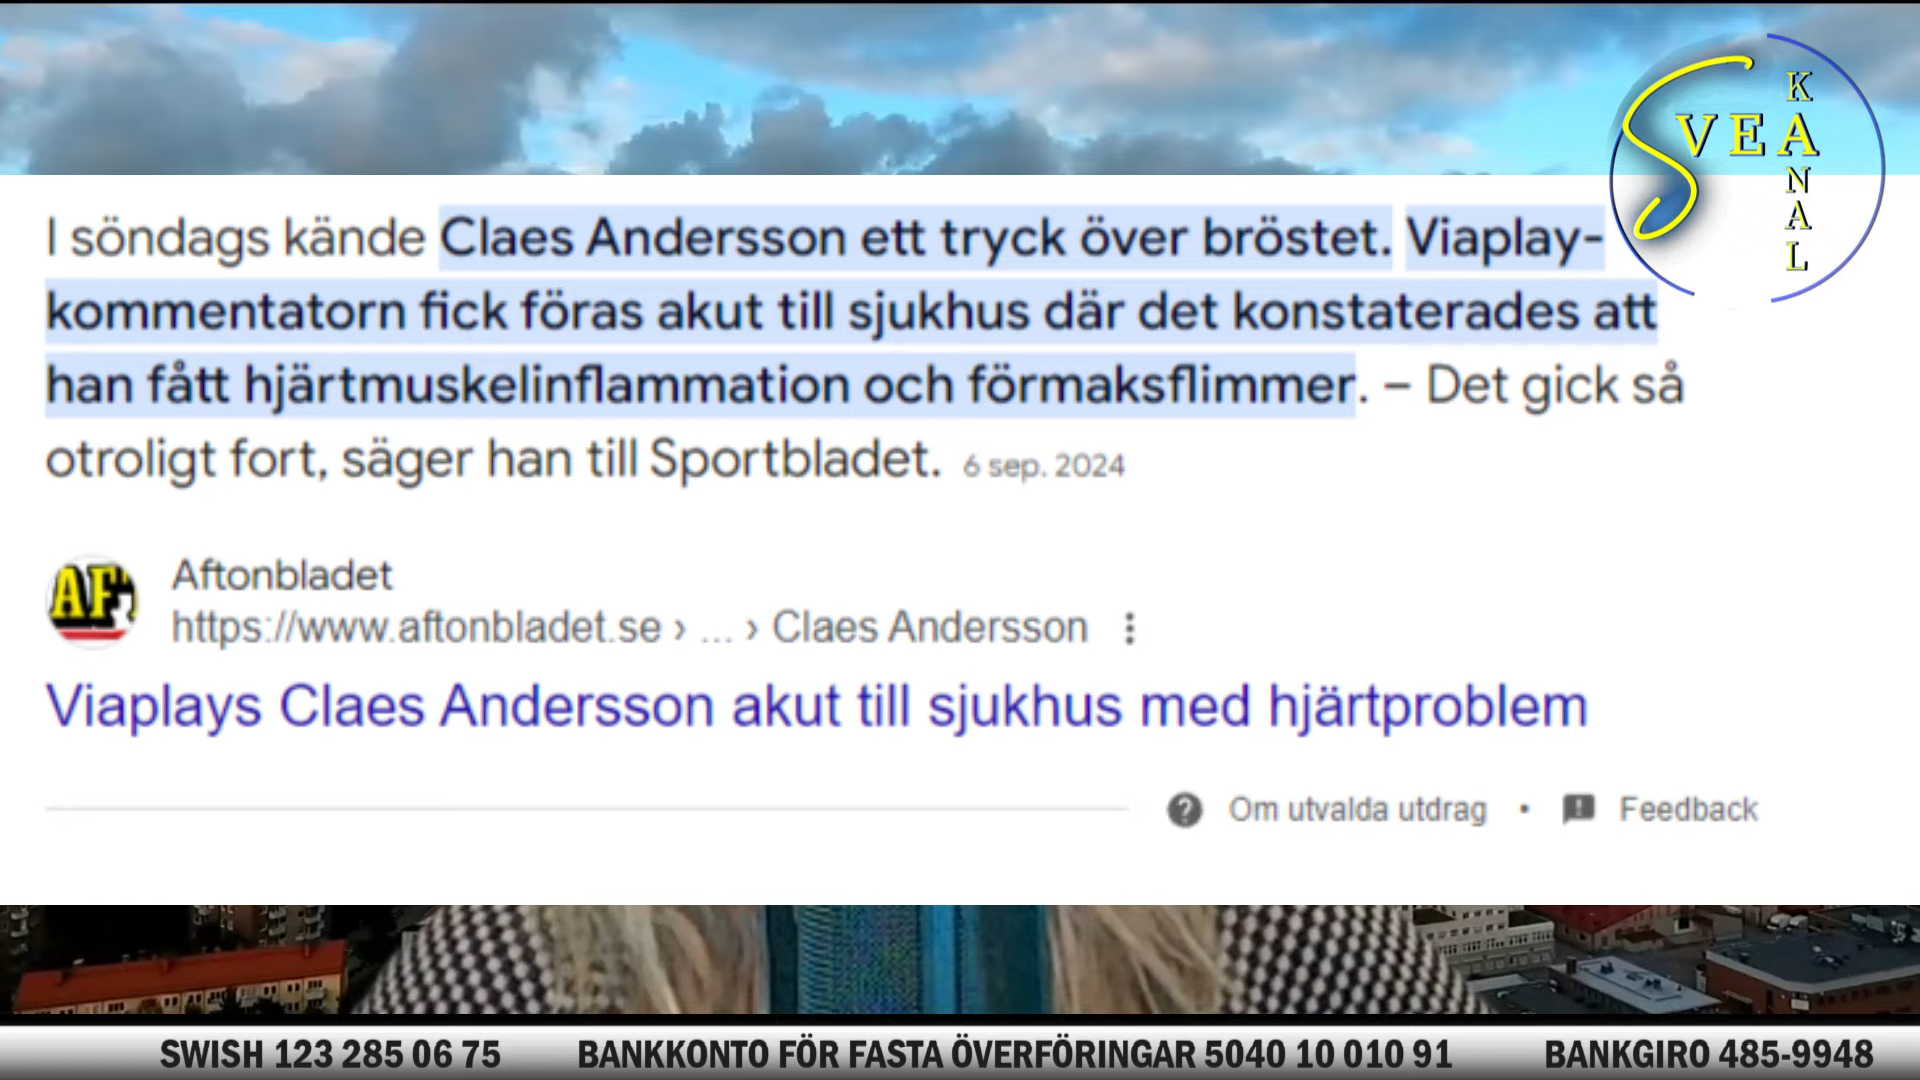 SVEA
KANAL
I söndags kände Claes Andersson ett tryck över bröstet. Viaplay-
kommentatorn fick föras akut till sjukhus där det konstaterades att
han fått hjärtmuskelinflammation och förmaksflimmer. – Det gick så
otroligt fort, säger han till Sportbladet. 6 sep. 2024
AF
Aftonbladet
https://www.aftonbladet.se › ... › Claes Andersson
Viaplays Claes Andersson akut till sjukhus med hjärtproblem
Om utvalda utdrag • Feedback
SWISH 123 285 06 75 BANKKONTO FÖR FASTA ÖVERFÖRINGAR 5040 10 010 91 BANKGIRO 485-9948